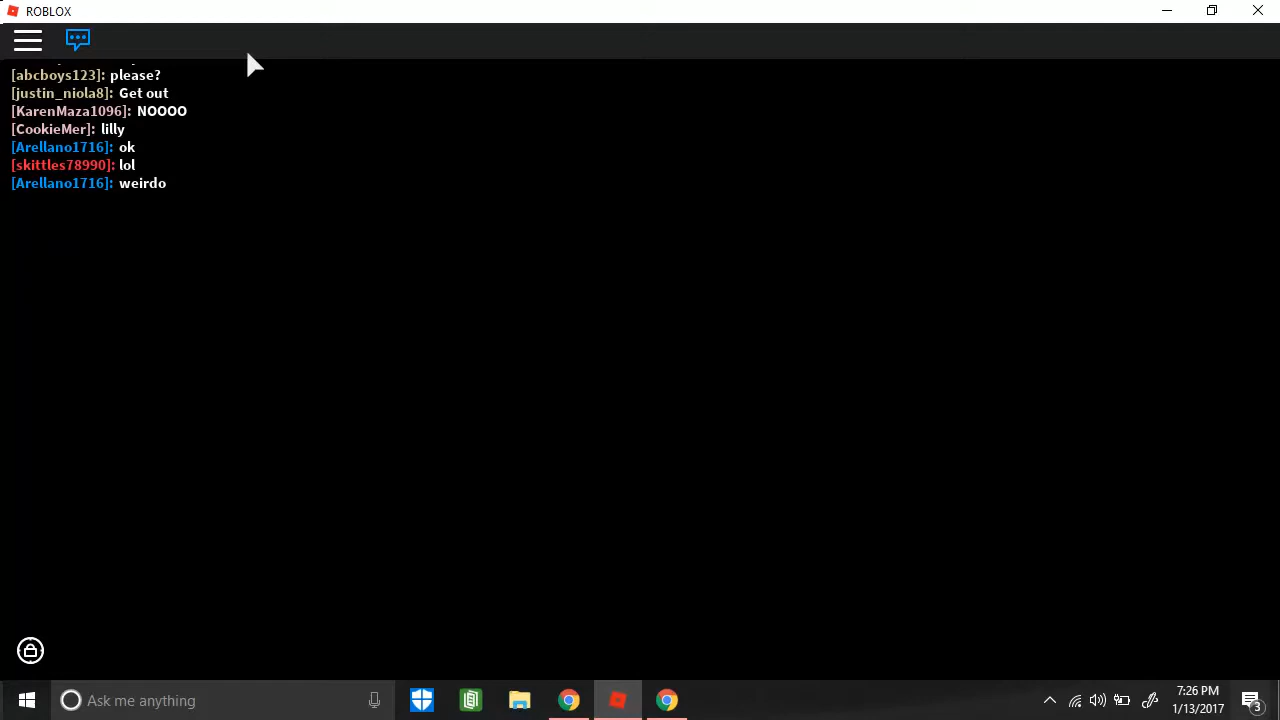 ROBLOX
[abcboys123]: please?
[justin_niola8]: Get out
[KarenMaza1096]: NOOOO
[CookieMer]: lilly
[Arellano1716]: ok
[skittles78990]: lol
[Arellano1716]: weirdo
Ask me anything
7:26 PM
1/13/2017
3